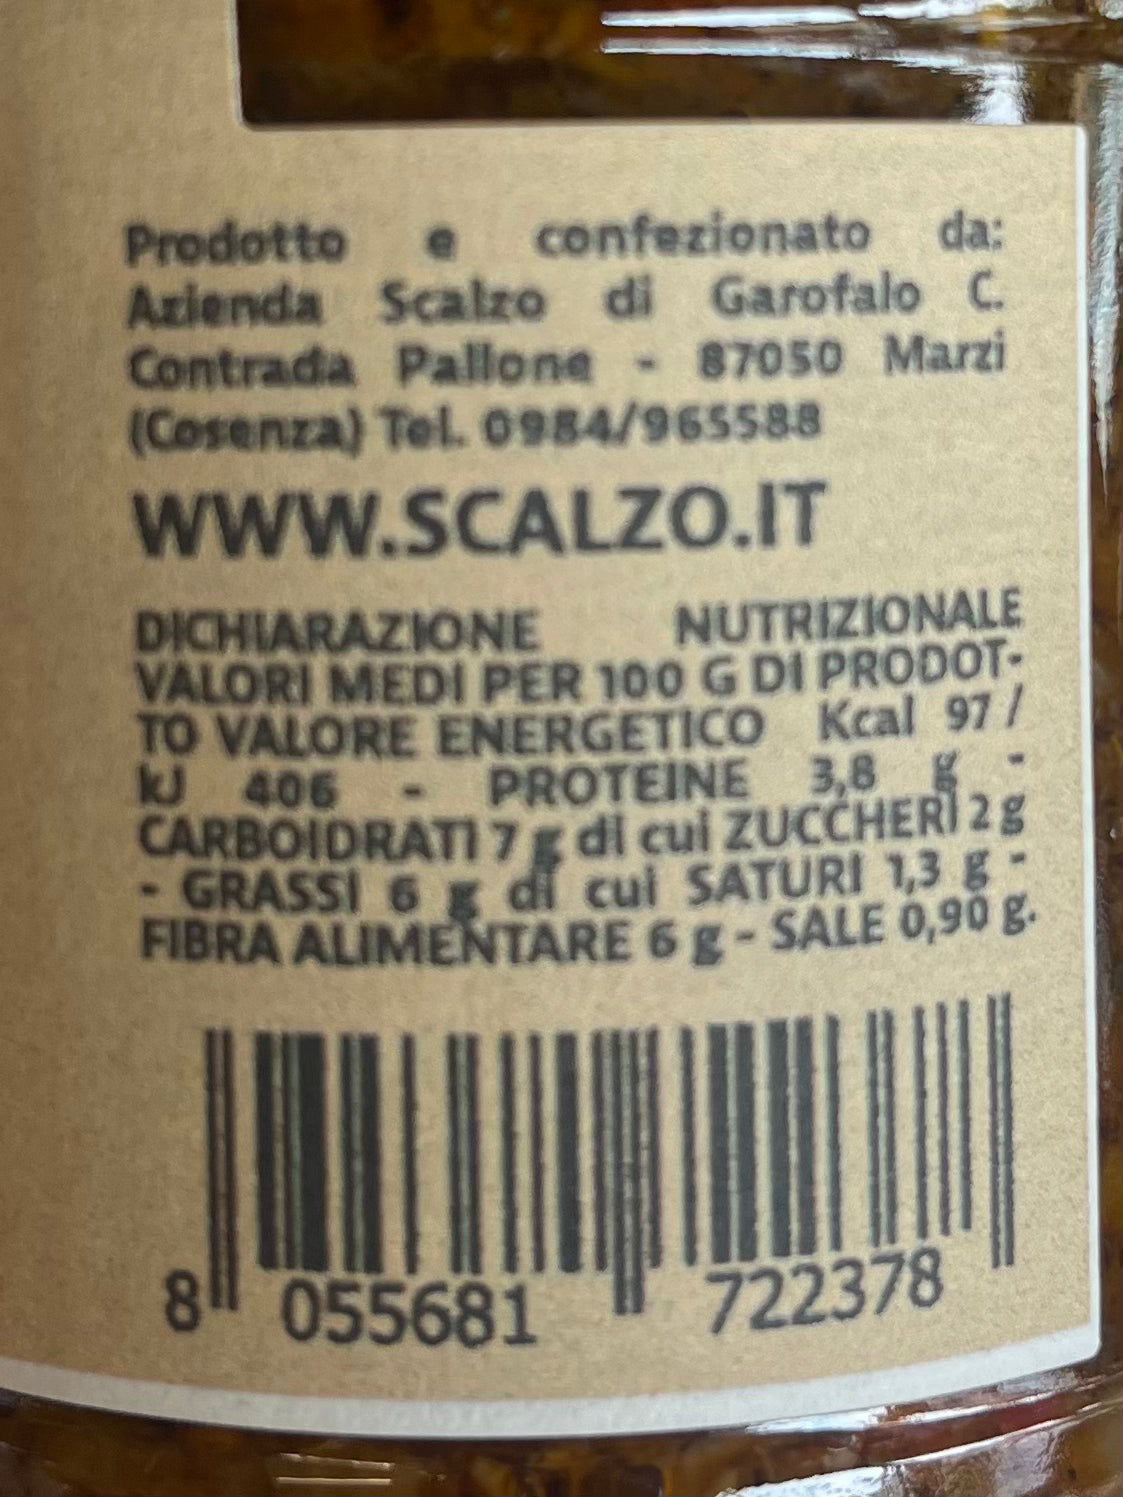 Prodotto e confezionato da:
Azienda Scalzo di Garofalo C.
Contrada Pallone - 87050 Marzi
(Cosenza) Tel. 0984/965588
WWW.SCALZO.IT
DICHIARAZIONE NUTRIZIONALE
VALORI MEDI PER 100 G DI PRODOT-
TO VALORE ENERGETICO Kcal 97 /
kJ 406 - PROTEINE 3,8 g -
CARBOIDRATI 7 g di cui ZUCCHERI 2 g
- GRASSI 6 g di cui SATURI 1,3 g -
FIBRA ALIMENTARE 6 g - SALE 0,90 g.
8 055681 722378